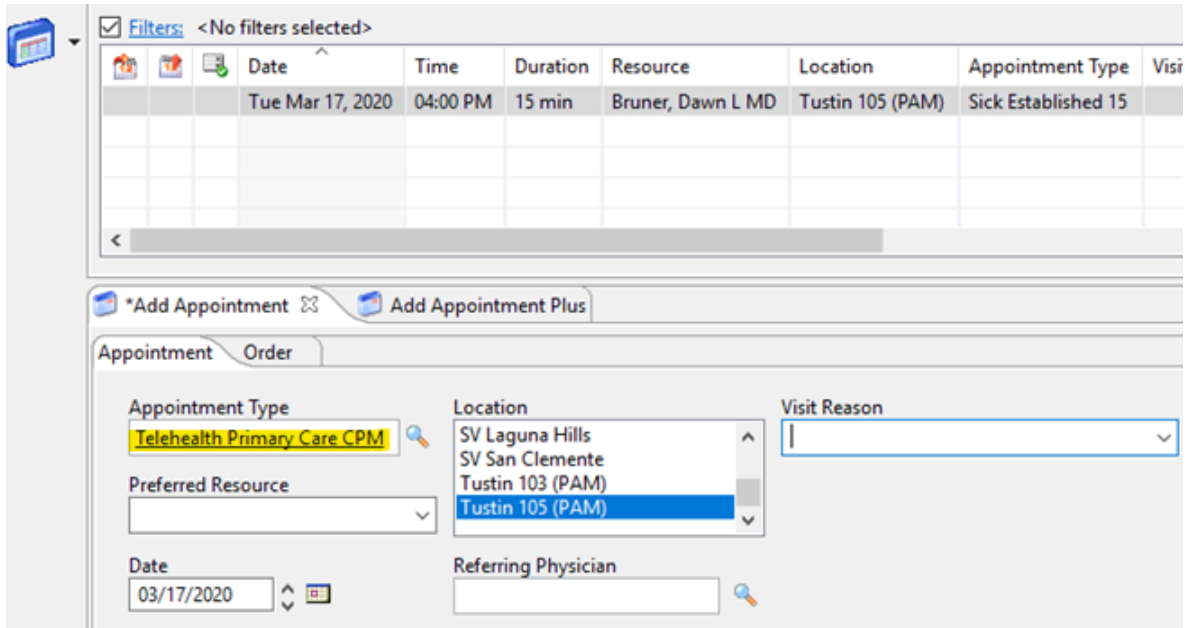 Filters: <No filters selected>
Date Time Duration Resource Location Appointment Type Visi
Tue Mar 17, 2020 04:00 PM 15 min Bruner, Dawn L MD Tustin 105 (PAM) Sick Established 15
*Add Appointment Add Appointment Plus
Appointment Order
Appointment Type Location Visit Reason
Telehealth Primary Care CPM
SV Laguna Hills
SV San Clemente
Preferred Resource
Tustin 103 (PAM)
Tustin 105 (PAM)
Date Referring Physician
03/17/2020